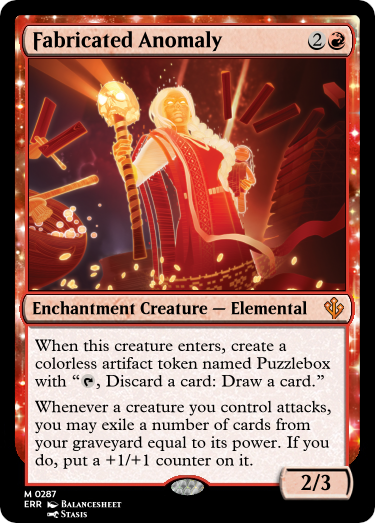 Fabricated Anomaly 2
Enchantment Creature — Elemental
When this creature enters, create a
colorless artifact token named Puzzlebox
with “, Discard a card: Draw a card.”
Whenever a creature you control attacks,
you may exile a number of cards from
your graveyard equal to its power. If you
do, put a +1/+1 counter on it.
2/3
M 0287
ERR Balancesheet
Stasis